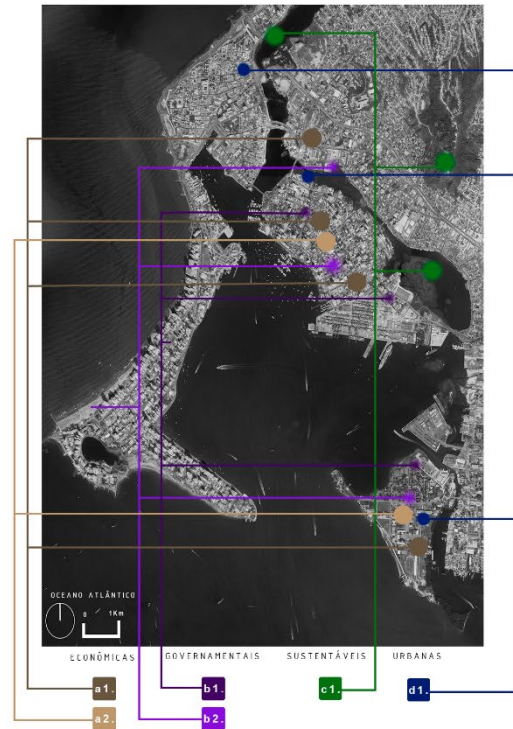 OCEANO ATLÂNTICO
0 1Km
ECONÔMICAS GOVERNAMENTAIS SUSTENTÁVEIS URBANAS
a1. b1. c1. d1.
a2. b2.